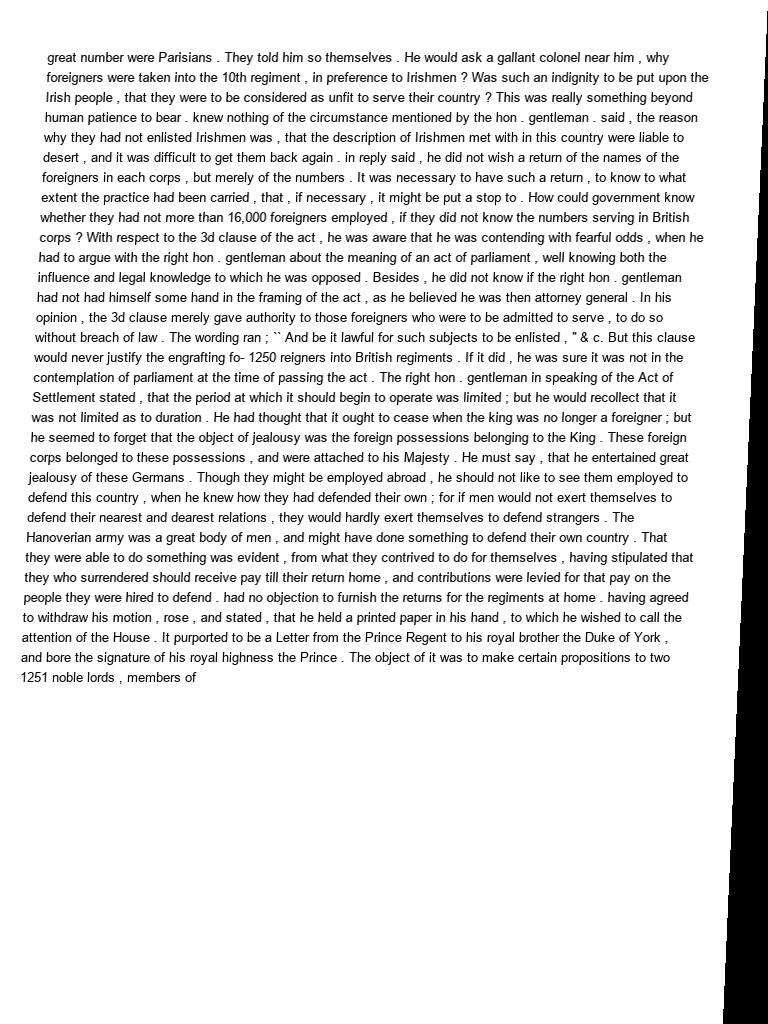 great number were Parisians . They told him so themselves . He would ask a gallant colonel near him , why
foreigners were taken into the 10th regiment , in preference to Irishmen ? Was such an indignity to be put upon the
Irish people , that they were to be considered as unfit to serve their country ? This was really something beyond
human patience to bear . knew nothing of the circumstance mentioned by the hon . gentleman . said , the reason
why they had not enlisted Irishmen was , that the description of Irishmen met with in this country were liable to
desert , and it was difficult to get them back again . in reply said , he did not wish a return of the names of the
foreigners in each corps , but merely of the numbers . It was necessary to have such a return , to know to what
extent the practice had been carried , that , if necessary , it might be put a stop to . How could government know
whether they had not more than 16,000 foreigners employed , if they did not know the numbers serving in British
corps ? With respect to the 3d clause of the act , he was aware that he was contending with fearful odds , when he
had to argue with the right hon . gentleman about the meaning of an act of parliament , well knowing both the
influence and legal knowledge to which he was opposed . Besides , he did not know if the right hon . gentleman
had not had himself some hand in the framing of the act , as he believed he was then attorney general . In his
opinion , the 3d clause merely gave authority to those foreigners who were to be admitted to serve , to do so
without breach of law . The wording ran ; `` And be it lawful for such subjects to be enlisted , " & c. But this clause
would never justify the engrafting fo- 1250 reigners into British regiments . If it did , he was sure it was not in the
contemplation of parliament at the time of passing the act . The right hon . gentleman in speaking of the Act of
Settlement stated , that the period at which it should begin to operate was limited ; but he would recollect that it
was not limited as to duration . He had thought that it ought to cease when the king was no longer a foreigner ; but
he seemed to forget that the object of jealousy was the foreign possessions belonging to the King . These foreign
corps belonged to these possessions , and were attached to his Majesty . He must say , that he entertained great
jealousy of these Germans . Though they might be employed abroad , he should not like to see them employed to
defend this country , when he knew how they had defended their own ; for if men would not exert themselves to
defend their nearest and dearest relations , they would hardly exert themselves to defend strangers . The
Hanoverian army was a great body of men , and might have done something to defend their own country . That
they were able to do something was evident , from what they contrived to do for themselves , having stipulated that
they who surrendered should receive pay till their return home , and contributions were levied for that pay on the
people they were hired to defend . had no objection to furnish the returns for the regiments at home . having agreed
to withdraw his motion , rose , and stated , that he held a printed paper in his hand , to which he wished to call the
attention of the House . It purported to be a Letter from the Prince Regent to his royal brother the Duke of York ,
and bore the signature of his royal highness the Prince . The object of it was to make certain propositions to two
1251 noble lords , members of